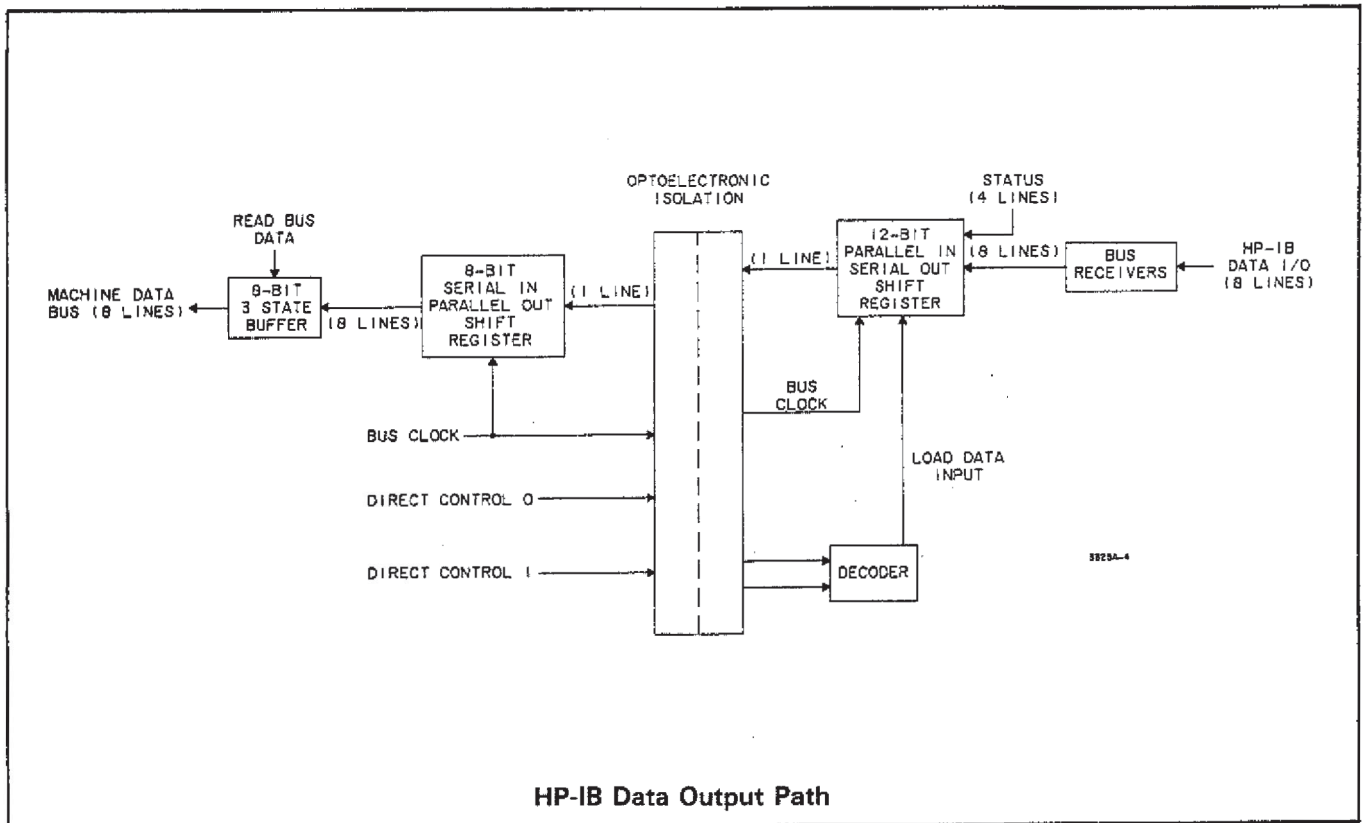 OPTOELECTRONIC
ISOLATION
STATUS
(4 LINES)
READ BUS
DATA
12-BIT
PARALLEL IN
SERIAL OUT
SHIFT
REGISTER
(1 LINE)
(8 LINES)
BUS
RECEIVERS
HP-IB
DATA I/O
(8 LINES)
MACHINE DATA
BUS (8 LINES)
8-BIT
3 STATE
BUFFER
(8 LINES)
8-BIT
SERIAL IN
PARALLEL OUT
SHIFT
REGISTER
(1 LINE)
BUS
CLOCK
BUS CLOCK
LOAD DATA
INPUT
DIRECT CONTROL 0
DIRECT CONTROL 1
DECODER
HP-IB Data Output Path